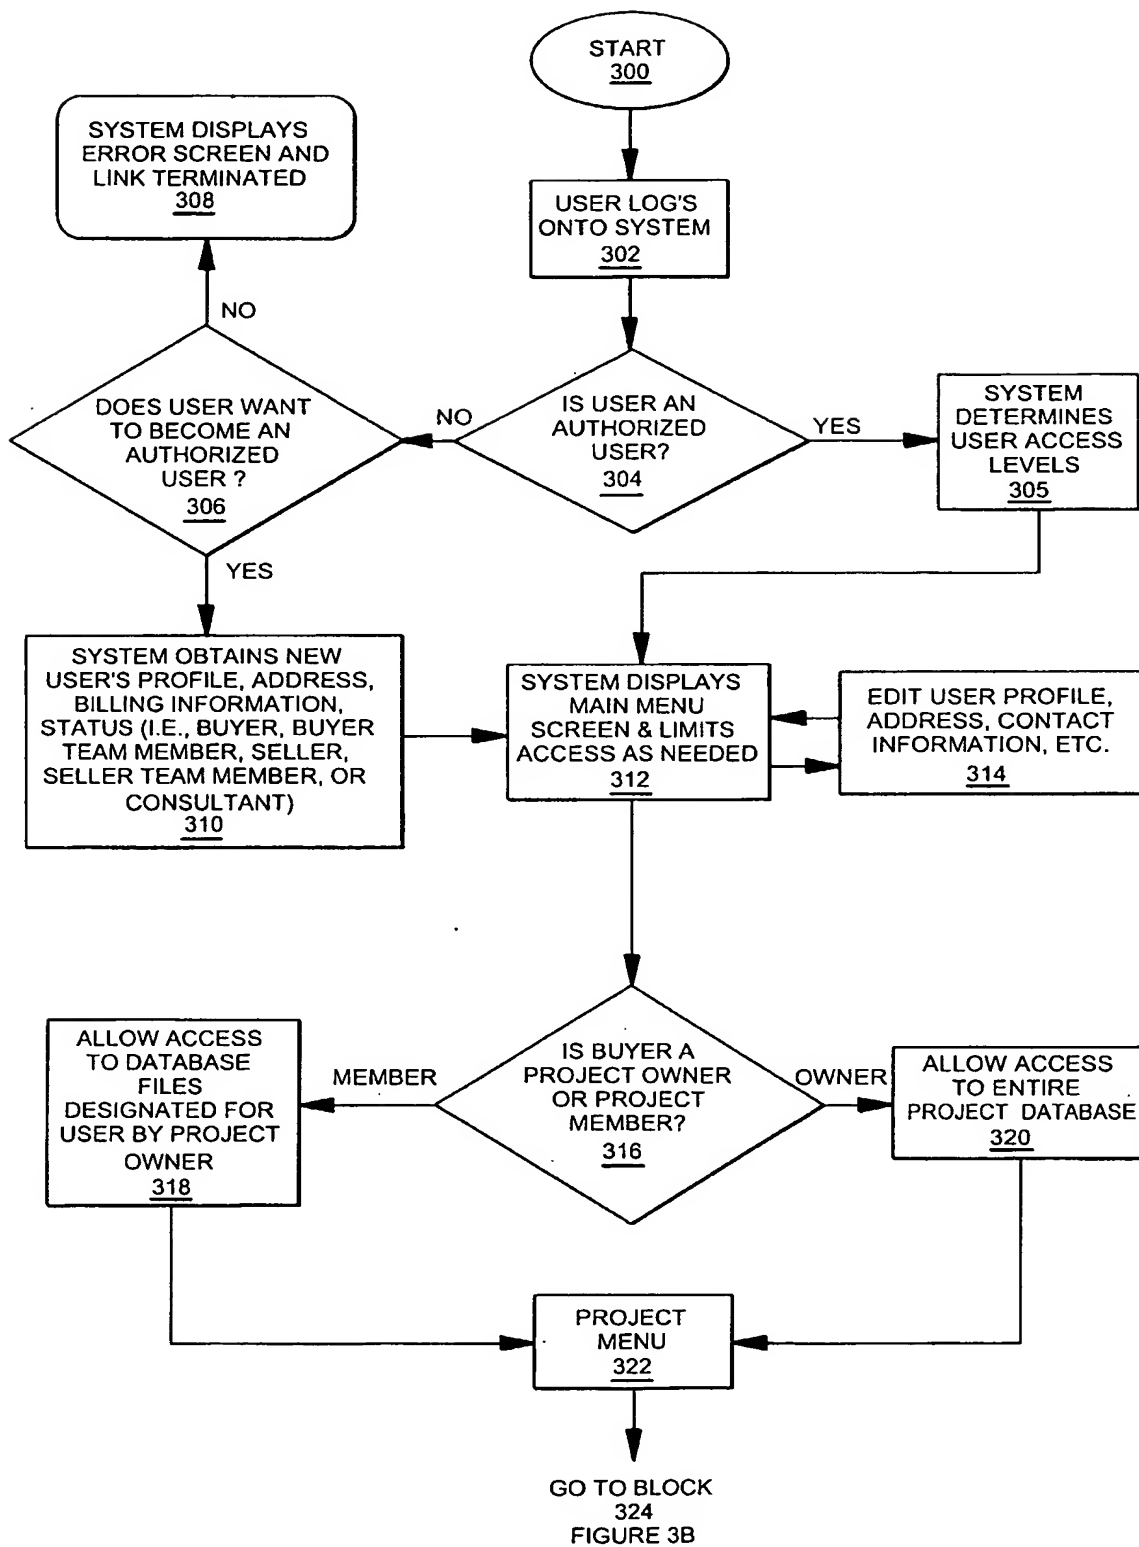 START
300
SYSTEM DISPLAYS
ERROR SCREEN AND
LINK TERMINATED
308
USER LOG'S
ONTO SYSTEM
302
NO
DOES USER WANT
TO BECOME AN
AUTHORIZED
USER ?
306
NO
IS USER AN
AUTHORIZED
USER?
304
YES
SYSTEM
DETERMINES
USER ACCESS
LEVELS
305
YES
SYSTEM OBTAINS NEW
USER'S PROFILE, ADDRESS,
BILLING INFORMATION,
STATUS (I.E., BUYER, BUYER
TEAM MEMBER, SELLER,
SELLER TEAM MEMBER, OR
CONSULTANT)
310
SYSTEM DISPLAYS
MAIN MENU
SCREEN & LIMITS
ACCESS AS NEEDED
312
EDIT USER PROFILE,
ADDRESS, CONTACT
INFORMATION, ETC.
314
ALLOW ACCESS
TO DATABASE
FILES
DESIGNATED FOR
USER BY PROJECT
OWNER
318
MEMBER
IS BUYER A
PROJECT OWNER
OR PROJECT
MEMBER?
316
OWNER
ALLOW ACCESS
TO ENTIRE
PROJECT DATABASE
320
PROJECT
MENU
322
GO TO BLOCK
324
FIGURE 3B